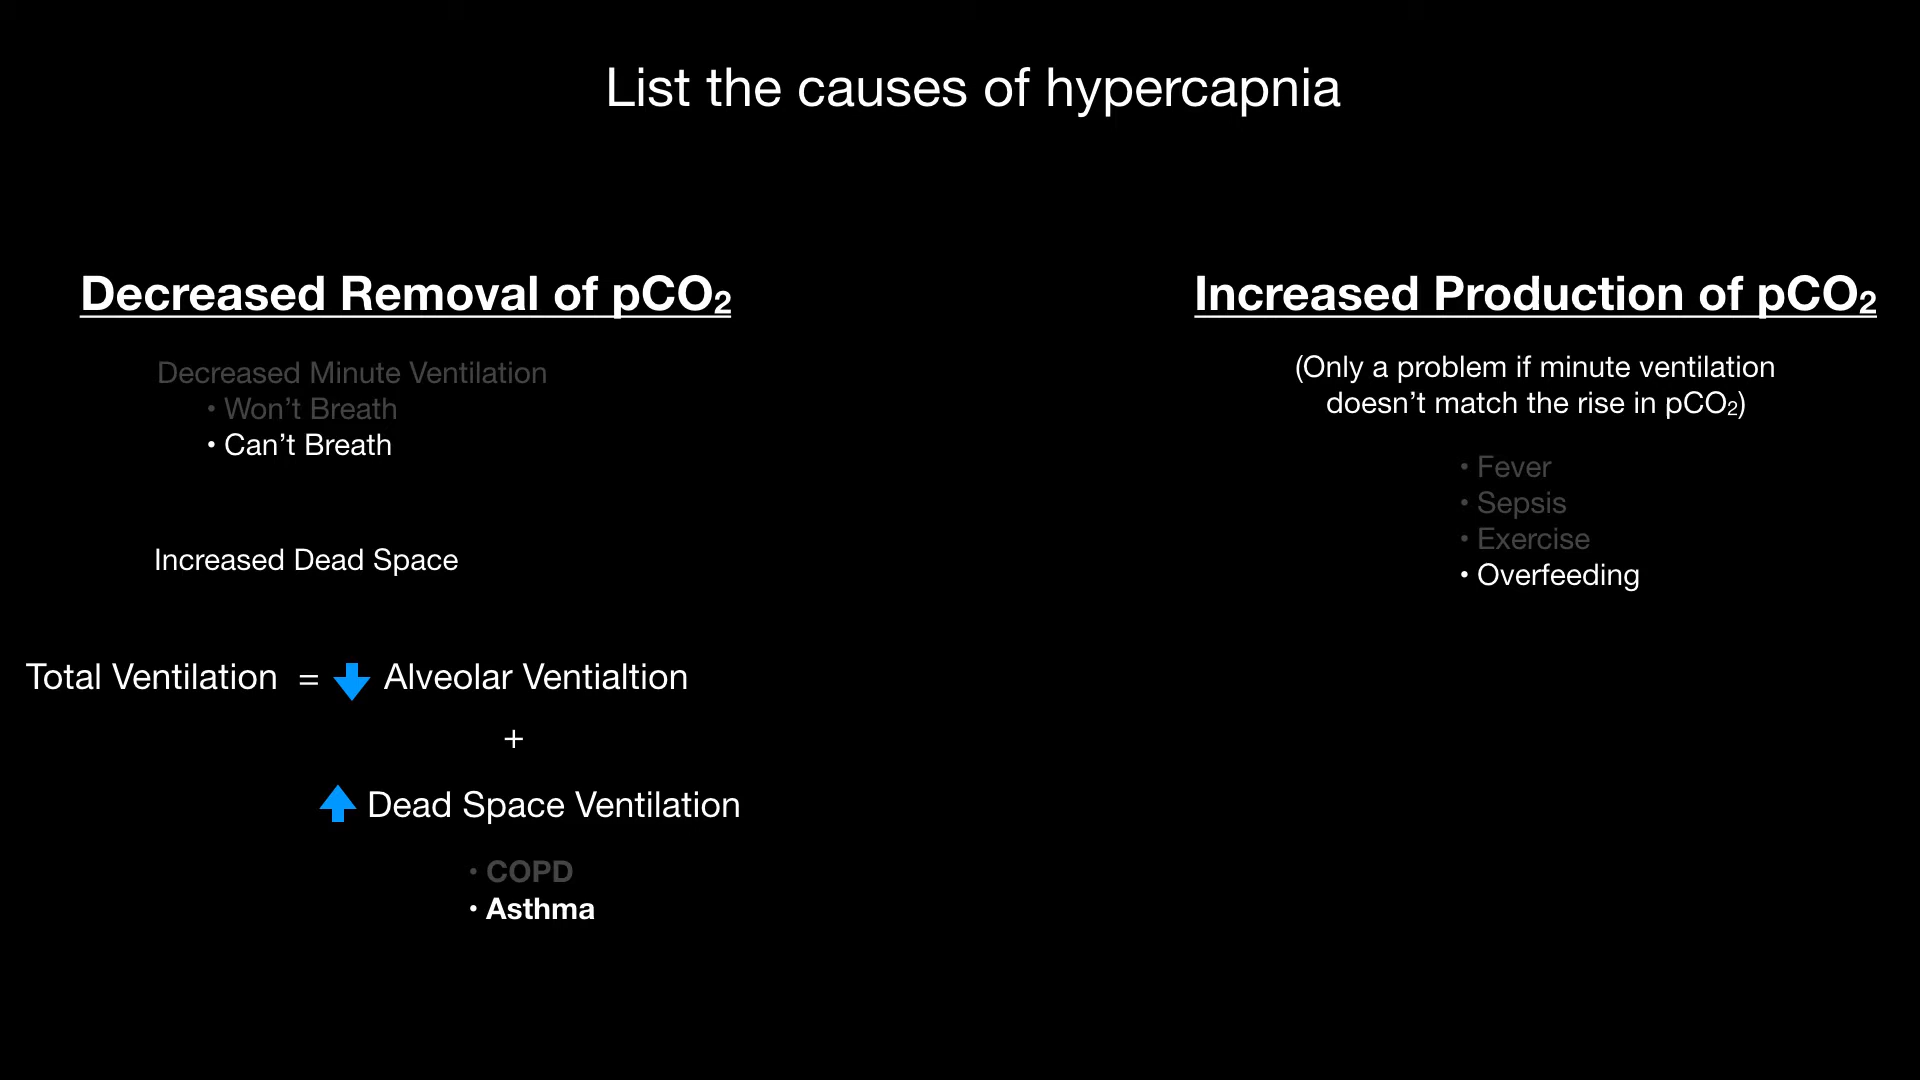 List the causes of hypercapnia
Decreased Removal of pCO₂
Decreased Minute Ventilation
• Won’t Breath
• Can’t Breath
Increased Dead Space
Total Ventilation = Alveolar Ventialtion
+
Dead Space Ventilation
• COPD
• Asthma
Increased Production of pCO₂
(Only a problem if minute ventilation
doesn’t match the rise in pCO₂)
• Fever
• Sepsis
• Exercise
• Overfeeding